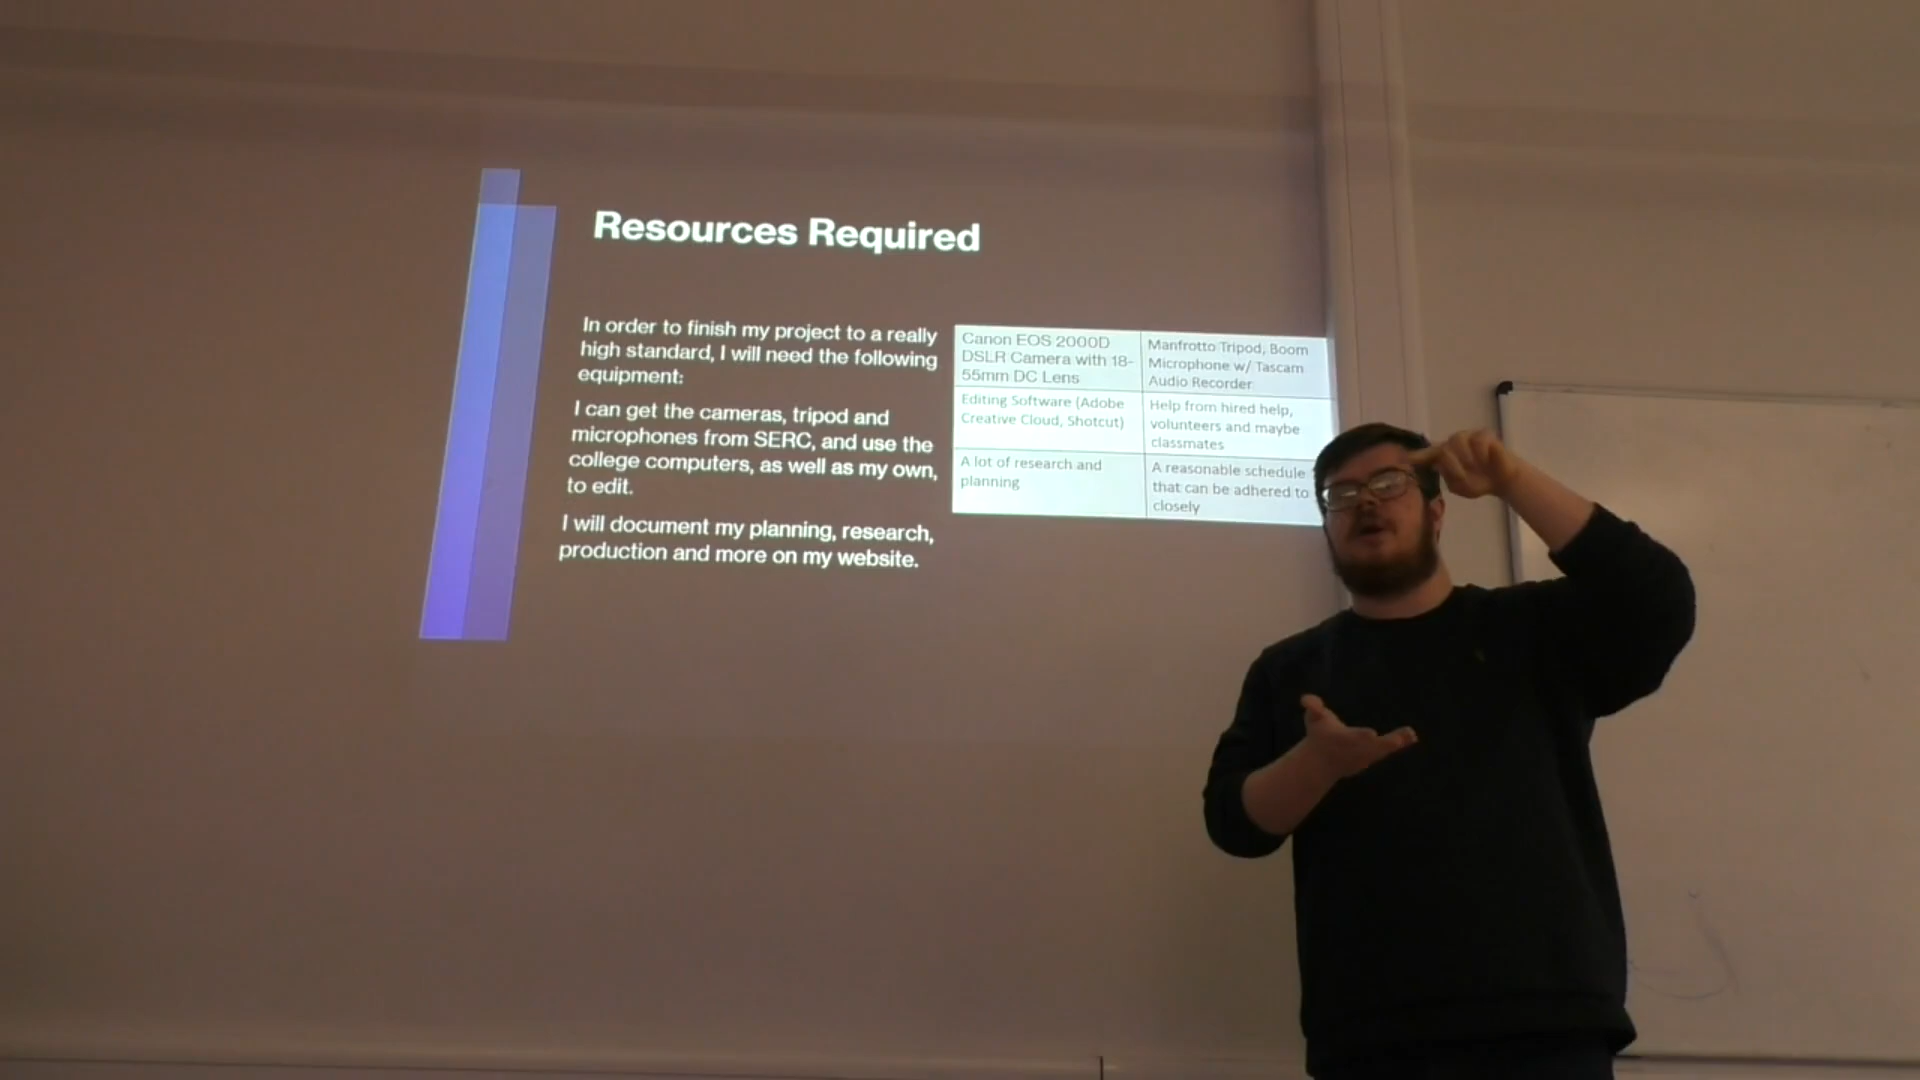 Resources Required
In order to finish my project to a really
high standard, I will need the following
equipment:
I can get the cameras, tripod and
microphones from SERC, and use the
college computers, as well as my own,
to edit.
I will document my planning, research,
production and more on my website.
Canon EOS 2000D
DSLR Camera with 18-
55mm DC Lens
Manfrotto Tripod, Boom
Microphone w/ Tascam
Audio Recorder
Editing Software (Adobe
Creative Cloud, Shotcut)
Help from hired help,
volunteers and maybe
classmates
A lot of research and
planning
A reasonable schedule
that can be adhered to
closely